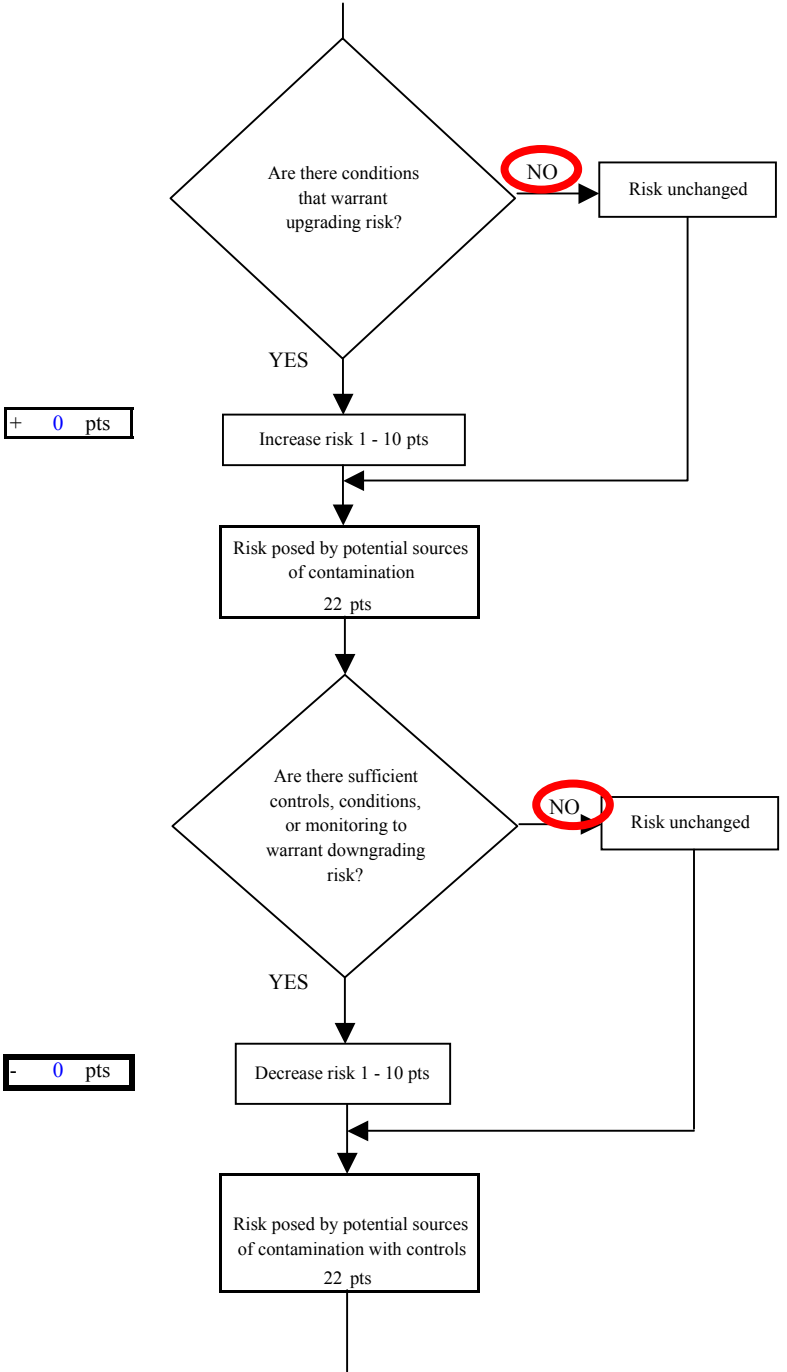 Are there conditions
that warrant
upgrading risk?
NO
Risk unchanged
YES
+ 0 pts
Increase risk 1 - 10 pts
Risk posed by potential sources
of contamination
22 pts
Are there sufficient
controls, conditions,
or monitoring to
warrant downgrading
risk?
NO
Risk unchanged
YES
- 0 pts
Decrease risk 1 - 10 pts
Risk posed by potential sources
of contamination with controls
22 pts